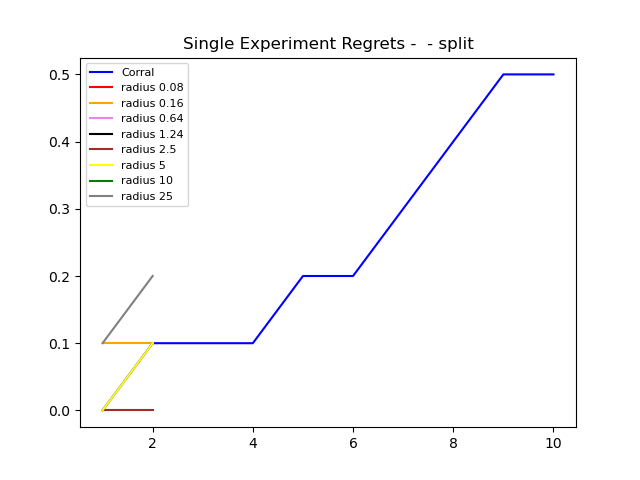 Single Experiment Regrets -  - split
Corral
radius 0.08
radius 0.16
radius 0.64
radius 1.24
radius 2.5
radius 5
radius 10
radius 25
0.5
0.4
0.3
0.2
0.1
0.0
2 4 6 8 10